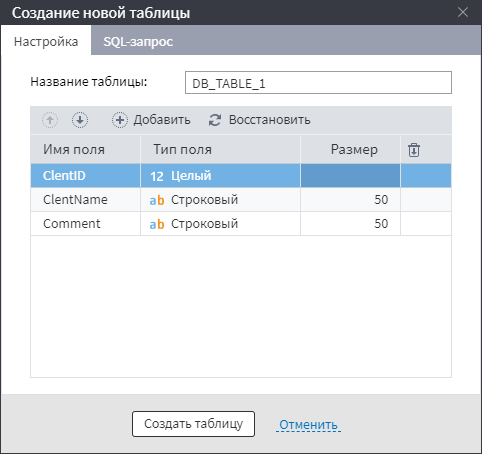 Создание новой таблицы
Настройка SQL-запрос
Название таблицы: DB_TABLE_1
Добавить Восстановить
Имя поля Тип поля Размер
ClentID 12 Целый
ClentName ab Строковый 50
Comment ab Строковый 50
Создать таблицу Отменить